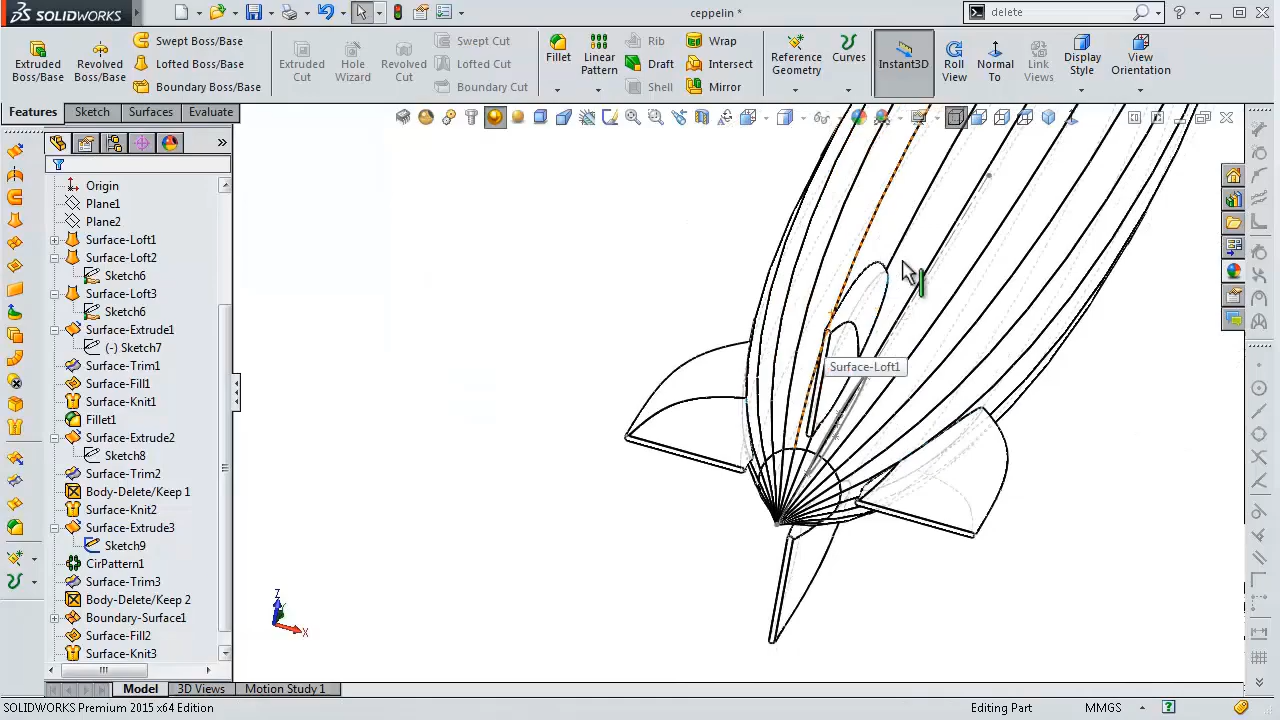 SOLIDWORKS
ceppelin *
delete
Extruded Boss/Base
Revolved Boss/Base
Swept Boss/Base
Lofted Boss/Base
Boundary Boss/Base
Extruded Cut
Hole Wizard
Revolved Cut
Swept Cut
Lofted Cut
Boundary Cut
Fillet
Linear Pattern
Rib
Draft
Shell
Wrap
Intersect
Mirror
Reference Geometry
Curves
Instant3D
Roll View
Normal To
Link Views
Display Style
View Orientation
Features
Sketch
Surfaces
Evaluate
Origin
Plane1
Plane2
Surface-Loft1
Surface-Loft2
Sketch6
Surface-Loft3
Sketch6
Surface-Extrude1
(-) Sketch7
Surface-Trim1
Surface-Fill1
Surface-Knit1
Fillet1
Surface-Extrude2
Sketch8
Surface-Trim2
Body-Delete/Keep 1
Surface-Knit2
Surface-Extrude3
Sketch9
CirPattern1
Surface-Trim3
Body-Delete/Keep 2
Boundary-Surface1
Surface-Fill2
Surface-Knit3
Surface-Loft1
Z
X
Model
3D Views
Motion Study 1
SOLIDWORKS Premium 2015 x64 Edition
Editing Part
MMGS